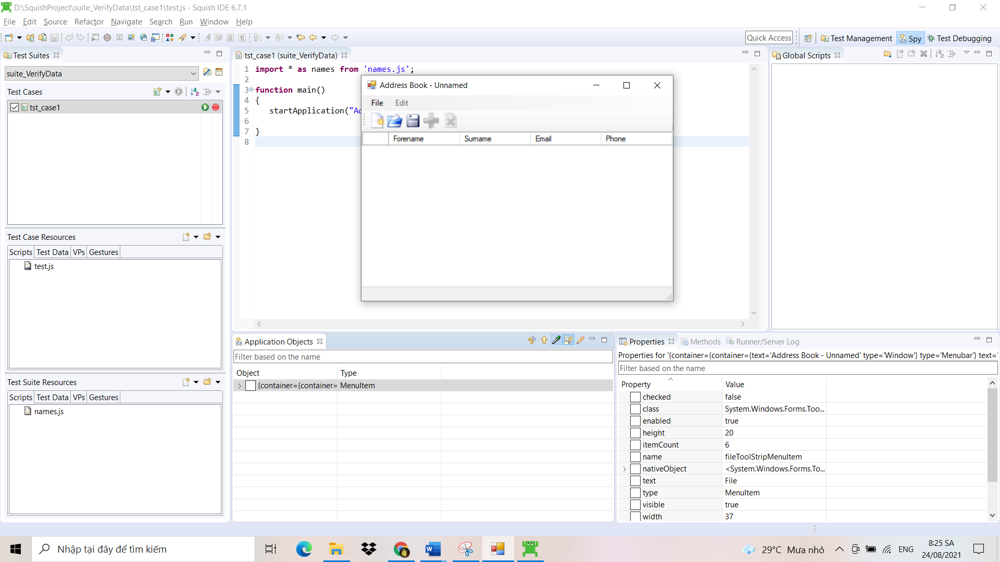 D:\SquishProject\suite_VerifyData\tst_case1\test.js - Squish IDE 6.7.1
File Edit Source Refactor Navigate Search Run Window Help
Quick Access Test Management Spy Test Debugging
Test Suites
suite_VerifyData
Test Cases
tst_case1
Test Case Resources
Scripts Test Data VPs Gestures
test.js
Test Suite Resources
Scripts Test Data VPs Gestures
names.js
tst_case1 (suite_VerifyData)
1 import * as names from 'names.js';
2
3 function main()
4 {
5 startApplication("Ad
6
7 }
8
Address Book - Unnamed
File Edit
Forename Surname Email Phone
Global Scripts
Application Objects
Filter based on the name
Object Type
{container={container= MenuItem
Properties Methods Runner/Server Log
Properties for '{container={container={text='Address Book - Unnamed' type='Window'} type='Menubar'} text='
Filter based on the name
Property Value
checked false
class System.Windows.Forms.Too...
enabled true
height 20
itemCount 6
name fileToolStripMenuItem
nativeObject <System.Windows.Forms.To...
text File
type MenuItem
visible true
width 37
Nhập tại đây để tìm kiếm
29°C Mưa nhỏ
ENG
8:25 SA
24/08/2021